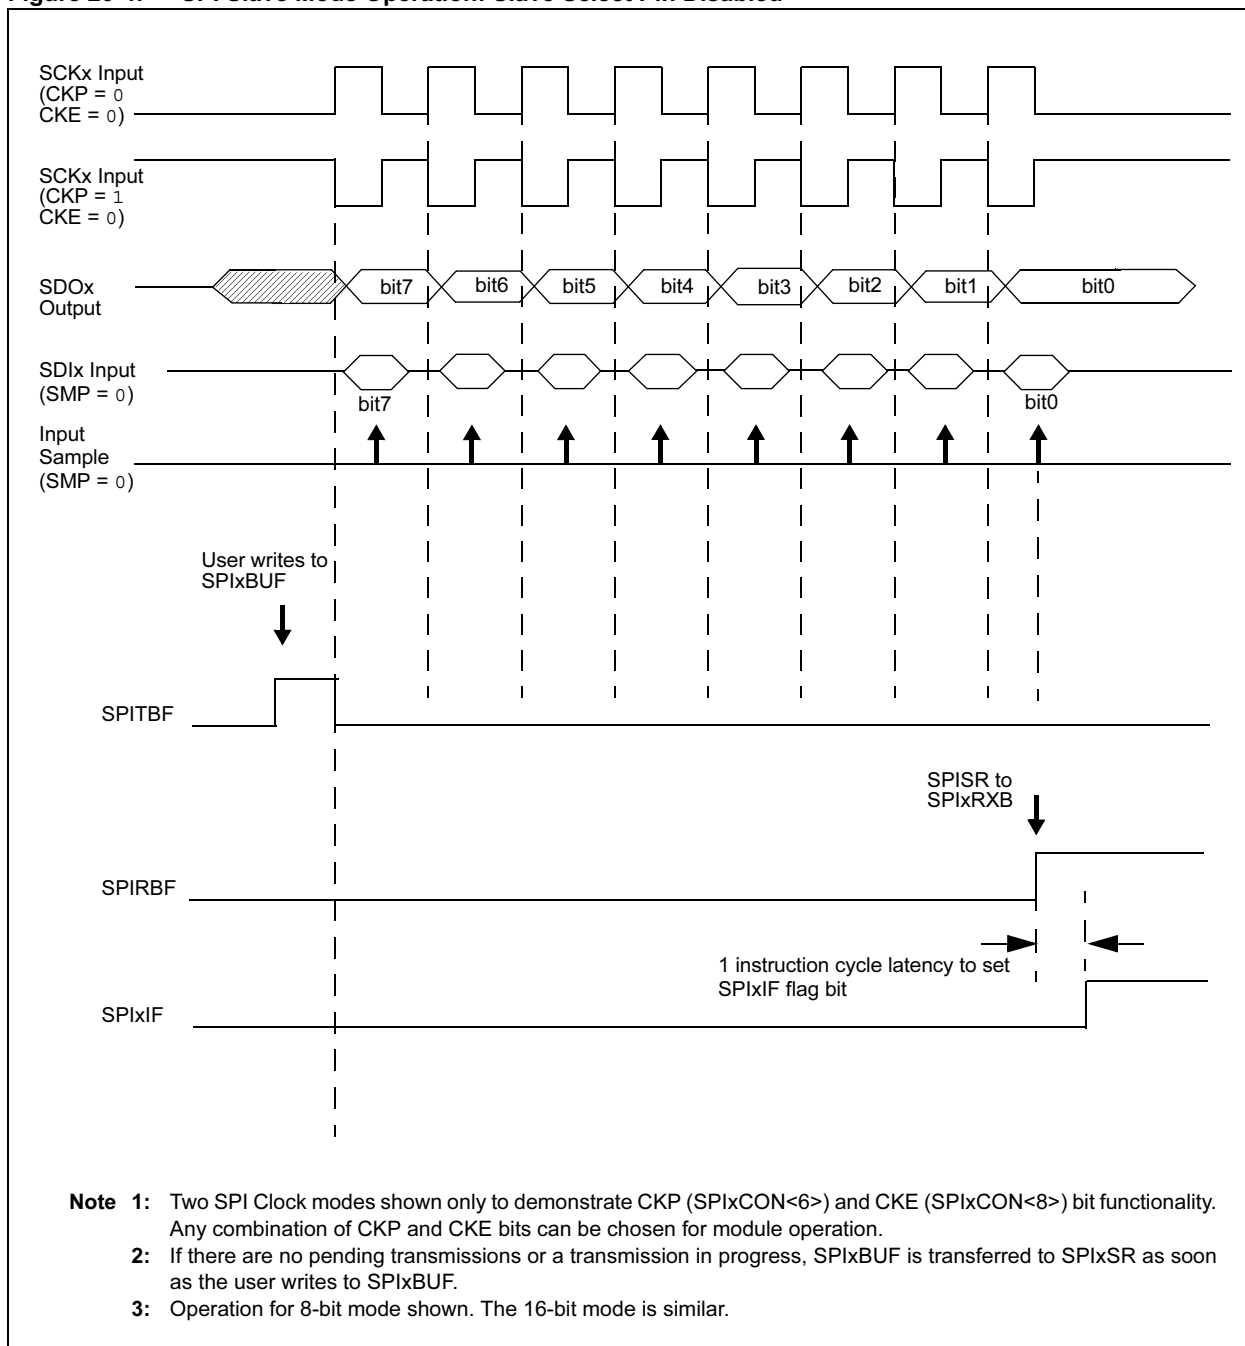 SCKx Input
(CKP = 0
CKE = 0)
SCKx Input
(CKP = 1
CKE = 0)
SDOx
Output
bit7 bit6 bit5 bit4 bit3 bit2 bit1 bit0
SDIx Input
(SMP = 0)
bit7 bit0
Input
Sample
(SMP = 0)
User writes to
SPIxBUF
SPITBF
SPISR to
SPIxRXB
SPIRBF
1 instruction cycle latency to set
SPIxIF flag bit
SPIxIF
Note 1: Two SPI Clock modes shown only to demonstrate CKP (SPIxCON<6>) and CKE (SPIxCON<8>) bit functionality.
Any combination of CKP and CKE bits can be chosen for module operation.
2: If there are no pending transmissions or a transmission in progress, SPIxBUF is transferred to SPIxSR as soon
as the user writes to SPIxBUF.
3: Operation for 8-bit mode shown. The 16-bit mode is similar.